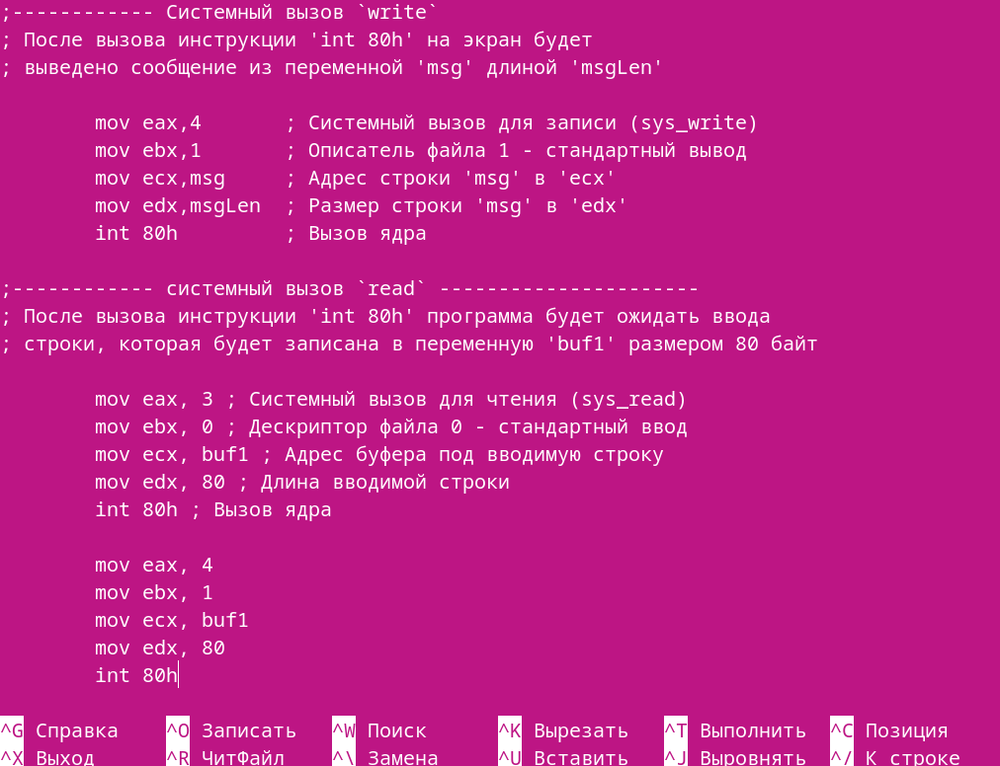 ;------------ Системный вызов `write`
; После вызова инструкции 'int 80h' на экран будет
; выведено сообщение из переменной 'msg' длиной 'msgLen'
mov eax,4 ; Системный вызов для записи (sys_write)
mov ebx,1 ; Описатель файла 1 - стандартный вывод
mov ecx,msg ; Адрес строки 'msg' в 'ecx'
mov edx,msgLen ; Размер строки 'msg' в 'edx'
int 80h ; Вызов ядра
;------------ системный вызов `read` ----------------------
; После вызова инструкции 'int 80h' программа будет ожидать ввода
; строки, которая будет записана в переменную 'buf1' размером 80 байт
mov eax, 3 ; Системный вызов для чтения (sys_read)
mov ebx, 0 ; Дескриптор файла 0 - стандартный ввод
mov ecx, buf1 ; Адрес буфера под вводимую строку
mov edx, 80 ; Длина вводимой строки
int 80h ; Вызов ядра
mov eax, 4
mov ebx, 1
mov ecx, buf1
mov edx, 80
int 80h
^G Справка ^O Записать ^W Поиск ^K Вырезать ^T Выполнить ^C Позиция
^X Выход ^R ЧитФайл ^\ Замена ^U Вставить ^J Выровнять ^/ К строке